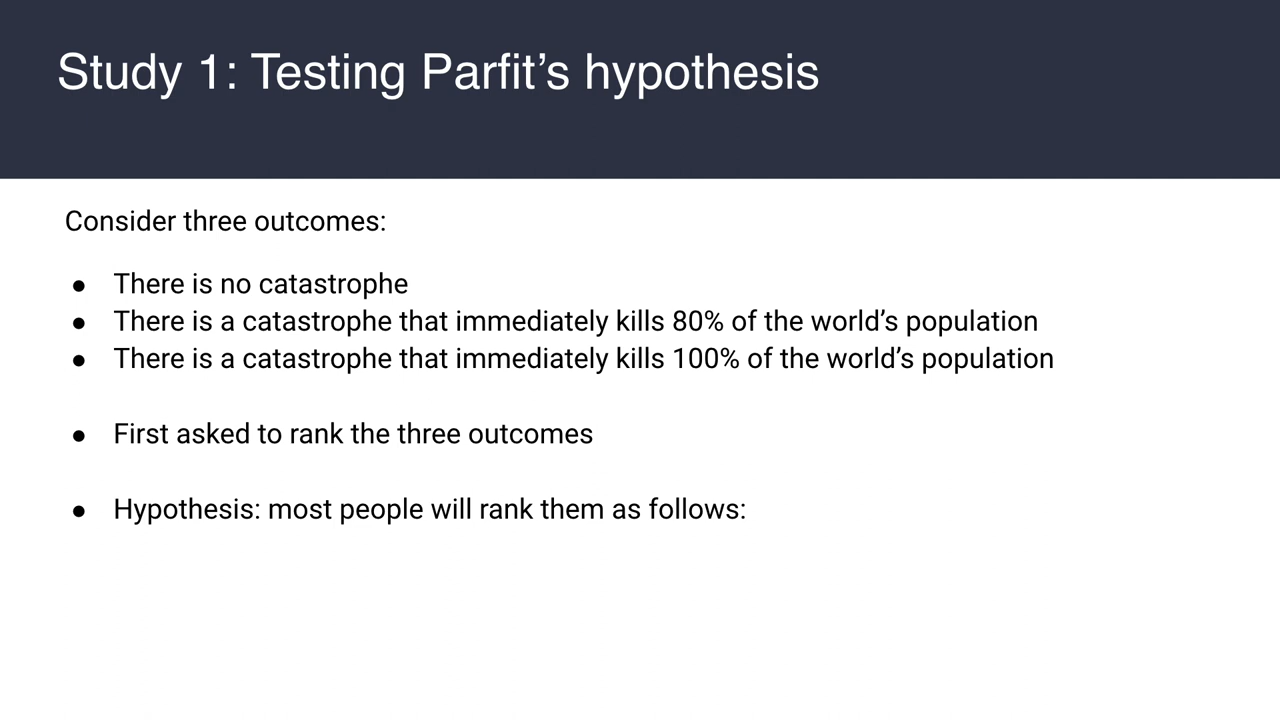 Study 1: Testing Parfit’s hypothesis
Consider three outcomes:
● There is no catastrophe
● There is a catastrophe that immediately kills 80% of the world’s population
● There is a catastrophe that immediately kills 100% of the world’s population
● First asked to rank the three outcomes
● Hypothesis: most people will rank them as follows: